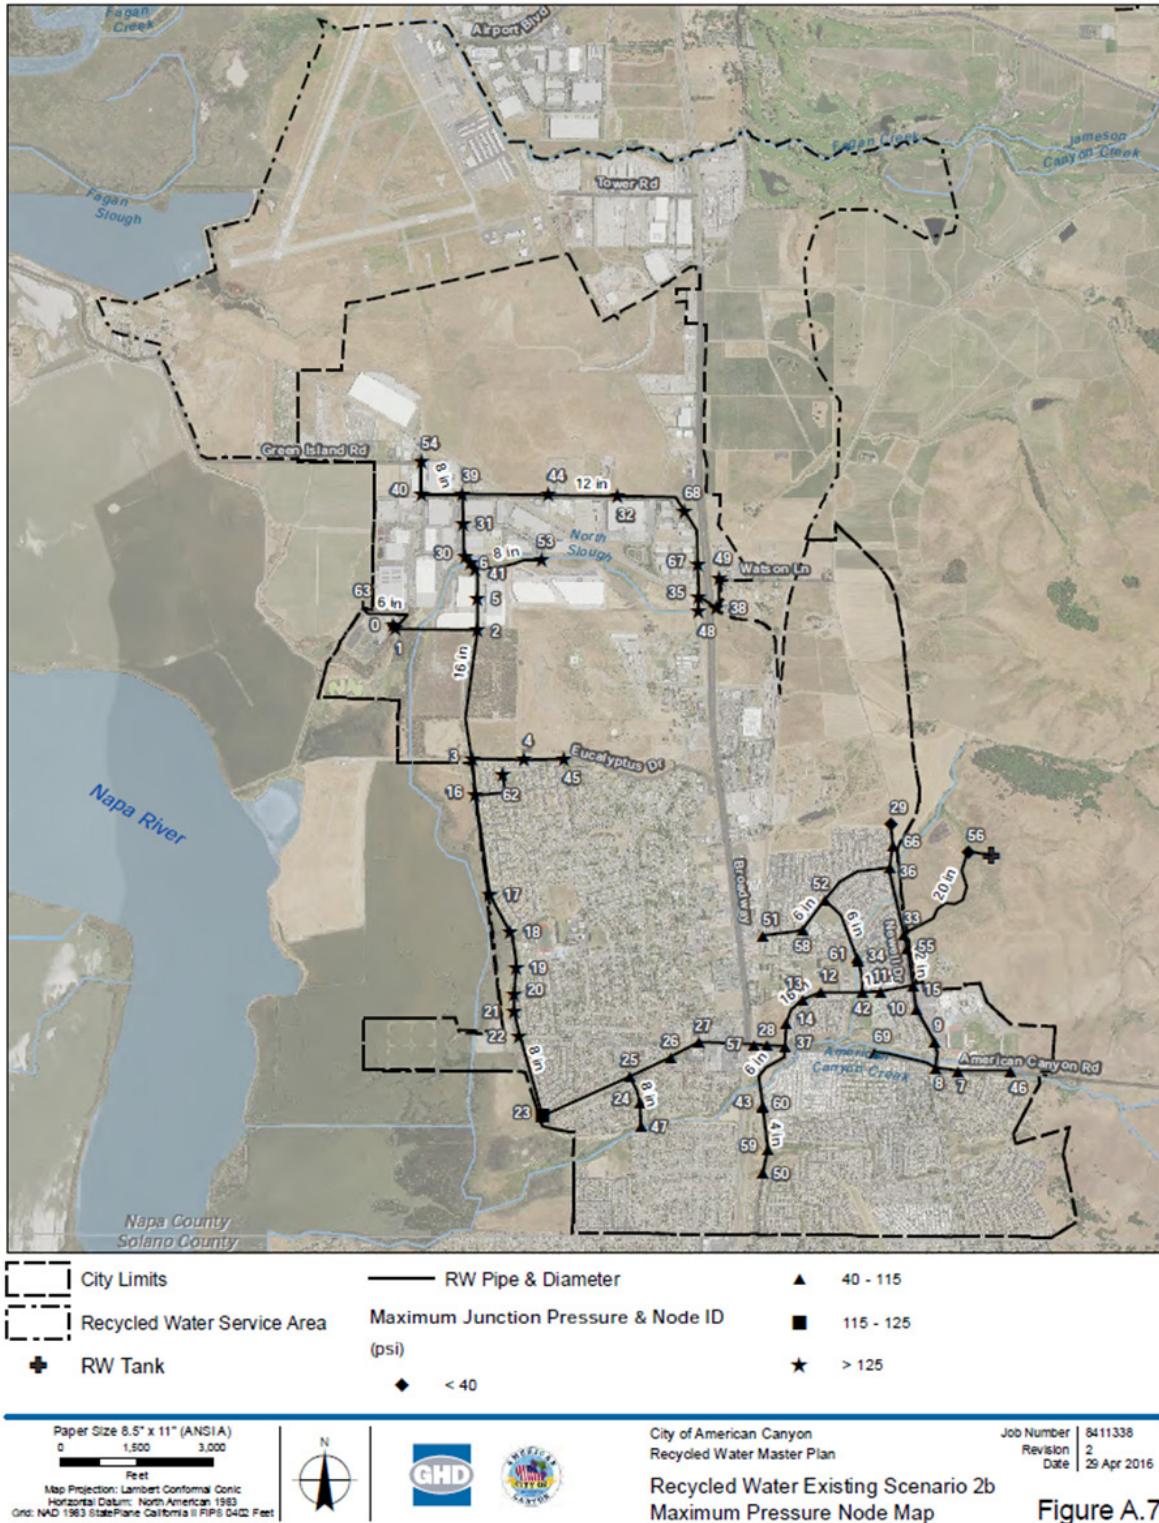 Fagan
Creek
Airport Blvd
Fagan Creek
Jameson
Canyon Creek
Tower Rd
Fagan
Slough
Green Island Rd
54
8 in
39
44
12 in
40
32
68
31
North
Slough
30
8 in
53
6
41
67
49
Watson Ln
63
6 in
5
35
38
0
1
2
48
16 in
3
4
Eucalyptus Dr
45
16
62
Napa River
29
66
56
36
Broadway
52
20 in
17
6 in
6 in
33
51
58
18
Newell Dr
55
61
34
19
12
11
13
15
20
16 in
42
10
21
14
22
27
28
9
26
57
37
69
American
Canyon Creek
American Canyon Rd
8 in
25
6 in
8
7
46
24
8 in
43
60
23
47
4 in
59
50
Napa County
Solano County
City Limits
RW Pipe & Diameter
40 - 115
Recycled Water Service Area
Maximum Junction Pressure & Node ID
115 - 125
(psi)
RW Tank
> 125
< 40
Paper Size 8.5" x 11" (ANSI A)
0 1,500 3,000
Feet
Map Projection: Lambert Conformal Conic
Horizontal Datum: North American 1983
Grid: NAD 1983 StatePlane California II FIPS 0402 Feet
N
GHD
AMERICAN
CITY OF
CANYON
City of American Canyon
Recycled Water Master Plan
Recycled Water Existing Scenario 2b
Maximum Pressure Node Map
Job Number 8411338
Revision 2
Date 29 Apr 2016
Figure A.7